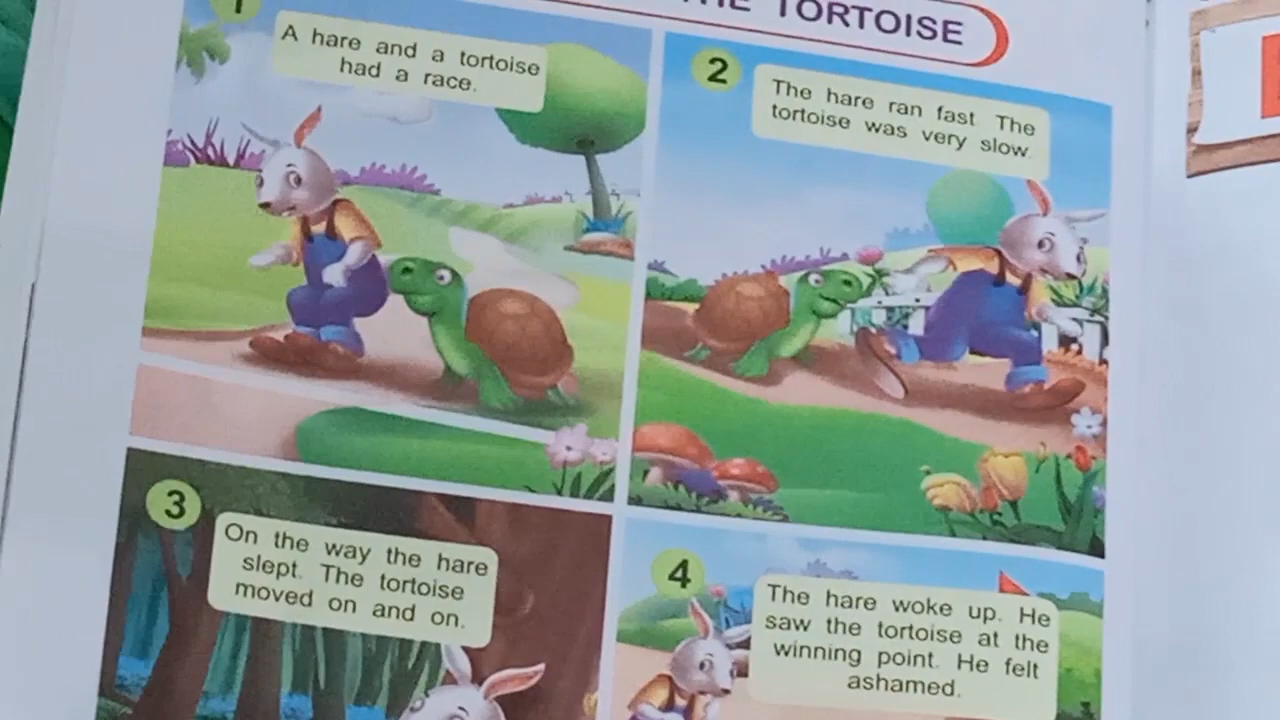 THE TORTOISE
1
A hare and a tortoise
had a race.
2
The hare ran fast. The
tortoise was very slow.
3
On the way the hare
slept. The tortoise
moved on and on.
4
The hare woke up. He
saw the tortoise at the
winning point. He felt
ashamed.